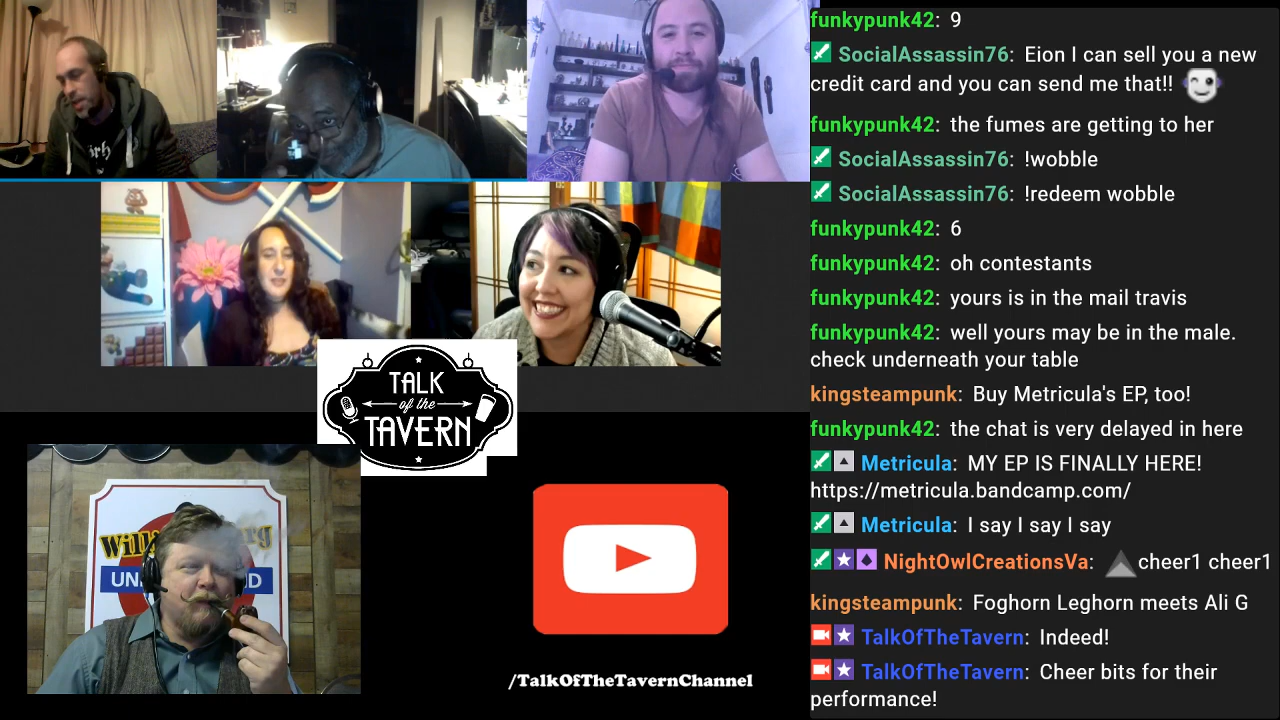 funkypunk42: 9
SocialAssassin76: Eion I can sell you a new
credit card and you can send me that!!
funkypunk42: the fumes are getting to her
SocialAssassin76: !wobble
SocialAssassin76: !redeem wobble
funkypunk42: 6
funkypunk42: oh contestants
funkypunk42: yours is in the mail travis
funkypunk42: well yours may be in the male.
check underneath your table
kingsteampunk: Buy Metricula's EP, too!
funkypunk42: the chat is very delayed in here
Metricula: MY EP IS FINALLY HERE!
https://metricula.bandcamp.com/
Metricula: I say I say I say
NightOwlCreationsVa: cheer1 cheer1
kingsteampunk: Foghorn Leghorn meets Ali G
TalkOfTheTavern: Indeed!
TalkOfTheTavern: Cheer bits for their
performance!
TALK
of the
TAVERN
UN
D
/TalkOfTheTavernChannel